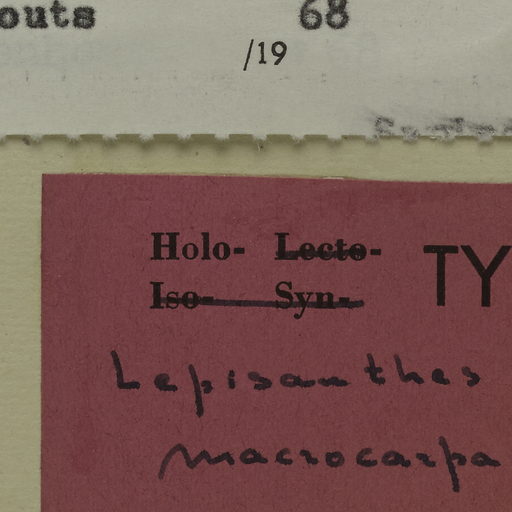 outs 68
/19
Holo- Lecto- TY
Iso- Syn-
Lepisanthes
macrocarpa